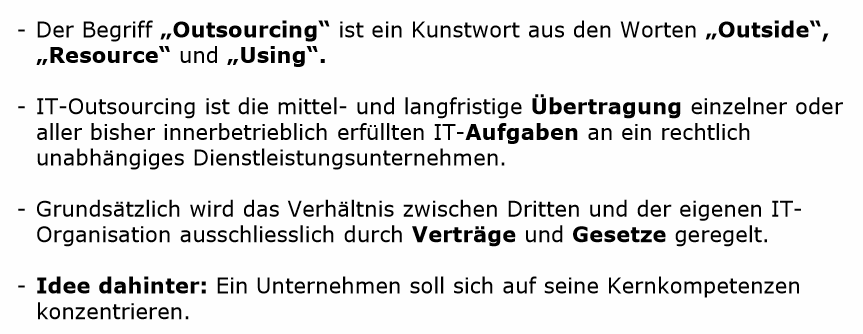 - Der Begriff „Outsourcing“ ist ein Kunstwort aus den Worten „Outside“,
„Resource“ und „Using“.
- IT-Outsourcing ist die mittel- und langfristige Übertragung einzelner oder
aller bisher innerbetrieblich erfüllten IT-Aufgaben an ein rechtlich
unabhängiges Dienstleistungsunternehmen.
- Grundsätzlich wird das Verhältnis zwischen Dritten und der eigenen IT-
Organisation ausschliesslich durch Verträge und Gesetze geregelt.
- Idee dahinter: Ein Unternehmen soll sich auf seine Kernkompetenzen
konzentrieren.